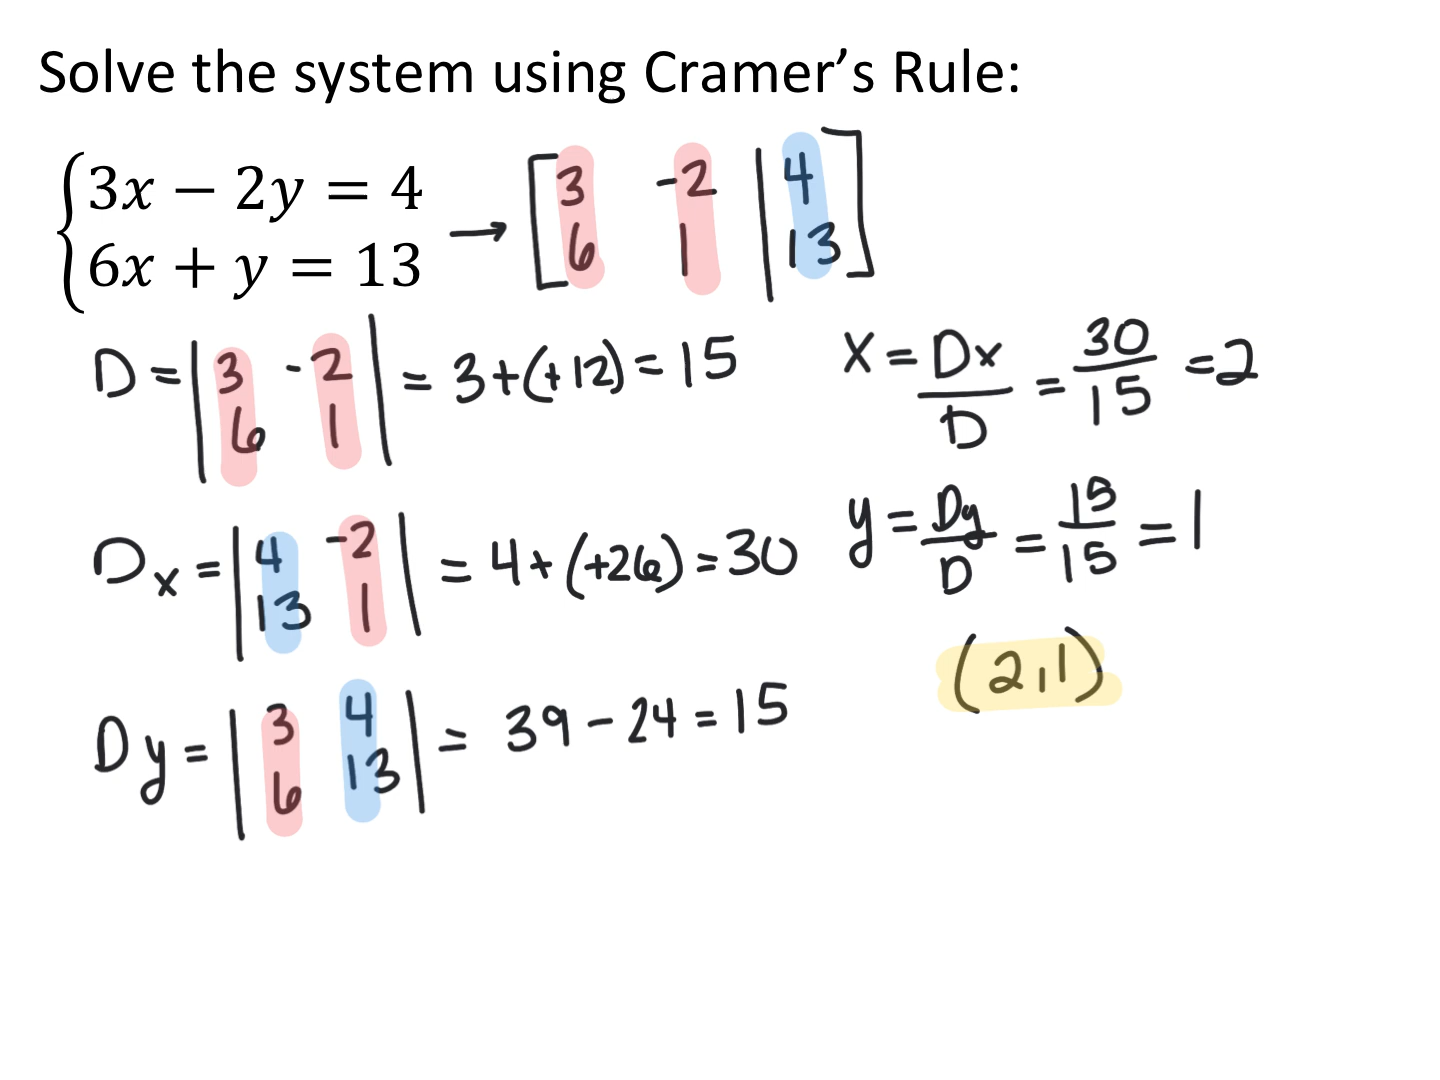 Solve the system using Cramer's Rule:
3x − 2y = 4 → [3 -2 | 4]
6x + y = 13 [6 1 | 13]
D = |3 -2| = 3+(+12) = 15
|6 1|
X = Dx/D = 30/15 = 2
Dx = |4 -2| = 4+(+26) = 30
|13 1|
y = Dy/D = 15/15 = 1
(2,1)
Dy = |3 4| = 39-24 = 15
|6 13|